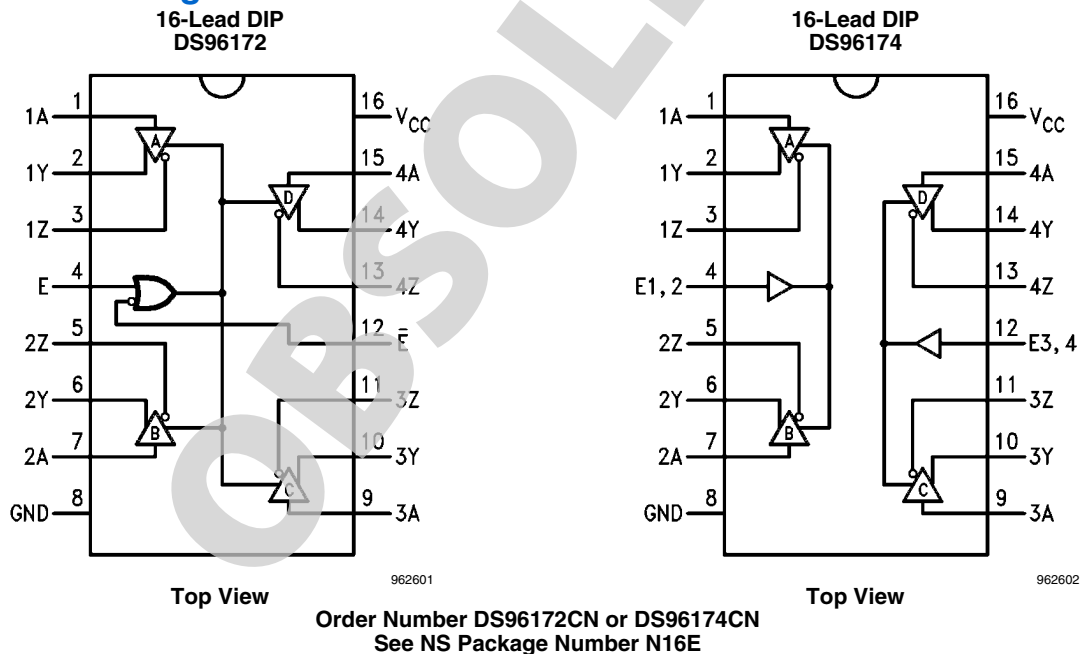 16-Lead DIP
DS96172
1A 1
1Y 2
1Z 3
E 4
2Z 5
2Y 6
2A 7
GND 8
16 VCC
15 4A
14 4Y
13 4Z
12 E̅
11 3Z
10 3Y
9 3A
A
B
C
D
962601
Top View
16-Lead DIP
DS96174
1A 1
1Y 2
1Z 3
E1, 2 4
2Z 5
2Y 6
2A 7
GND 8
16 VCC
15 4A
14 4Y
13 4Z
12 E3, 4
11 3Z
10 3Y
9 3A
A
B
C
D
962602
Top View
Order Number DS96172CN or DS96174CN
See NS Package Number N16E
OBSOL